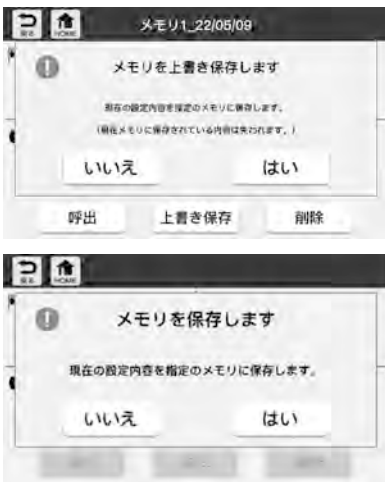 戻る HOME メモリ1_22/05/09
メモリを上書き保存します
現在の設定内容を指定のメモリに保存します。
(現在メモリに保存されている内容は失われます。)
いいえ はい
呼出 上書き保存 削除
戻る HOME
メモリを保存します
現在の設定内容を指定のメモリに保存します。
いいえ はい